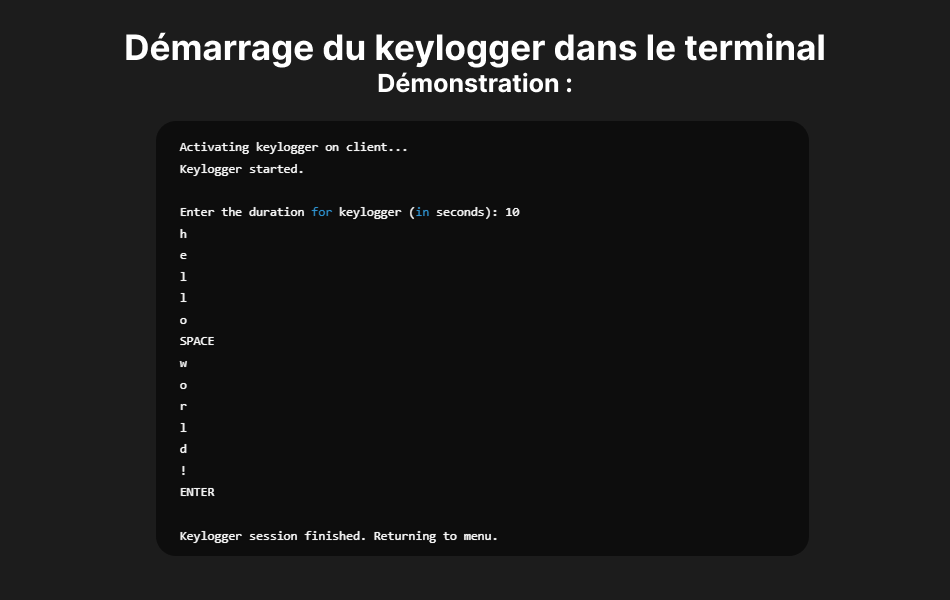 Démarrage du keylogger dans le terminal
Démonstration :
Activating keylogger on client...
Keylogger started.
Enter the duration for keylogger (in seconds): 10
h
e
l
l
o
SPACE
w
o
r
l
d
!
ENTER
Keylogger session finished. Returning to menu.